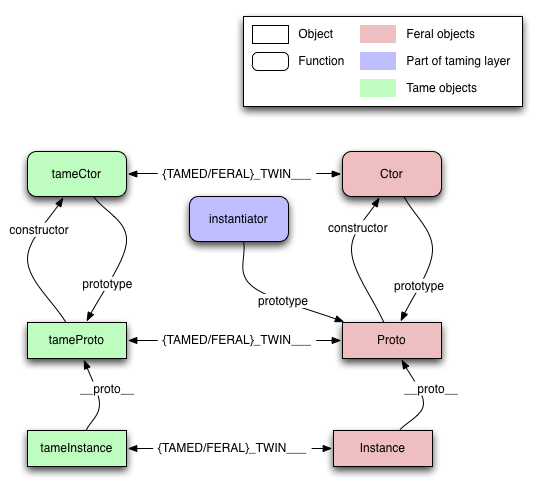 Object
Feral objects
Function
Part of taming layer
Tame objects
tameCtor
{TAMED/FERAL}_TWIN___
Ctor
instantiator
constructor
constructor
prototype
prototype
prototype
tameProto
{TAMED/FERAL}_TWIN___
Proto
__proto__
__proto__
tameInstance
{TAMED/FERAL}_TWIN___
Instance